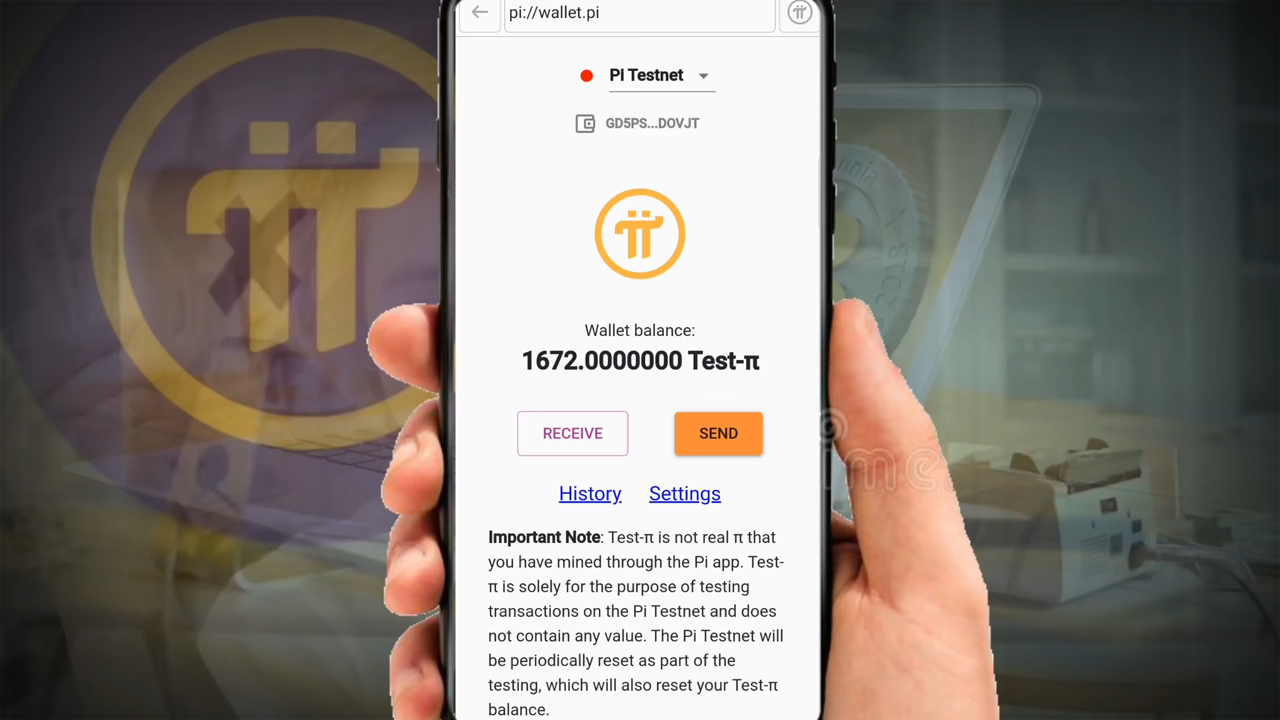 pi://wallet.pi
Pi Testnet
GD5PS...DOVJT
Wallet balance:
1672.0000000 Test-π
RECEIVE
SEND
History
Settings
Important Note: Test-π is not real π that
you have mined through the Pi app. Test-
π is solely for the purpose of testing
transactions on the Pi Testnet and does
not contain any value. The Pi Testnet will
be periodically reset as part of the
testing, which will also reset your Test-π
balance.
2013